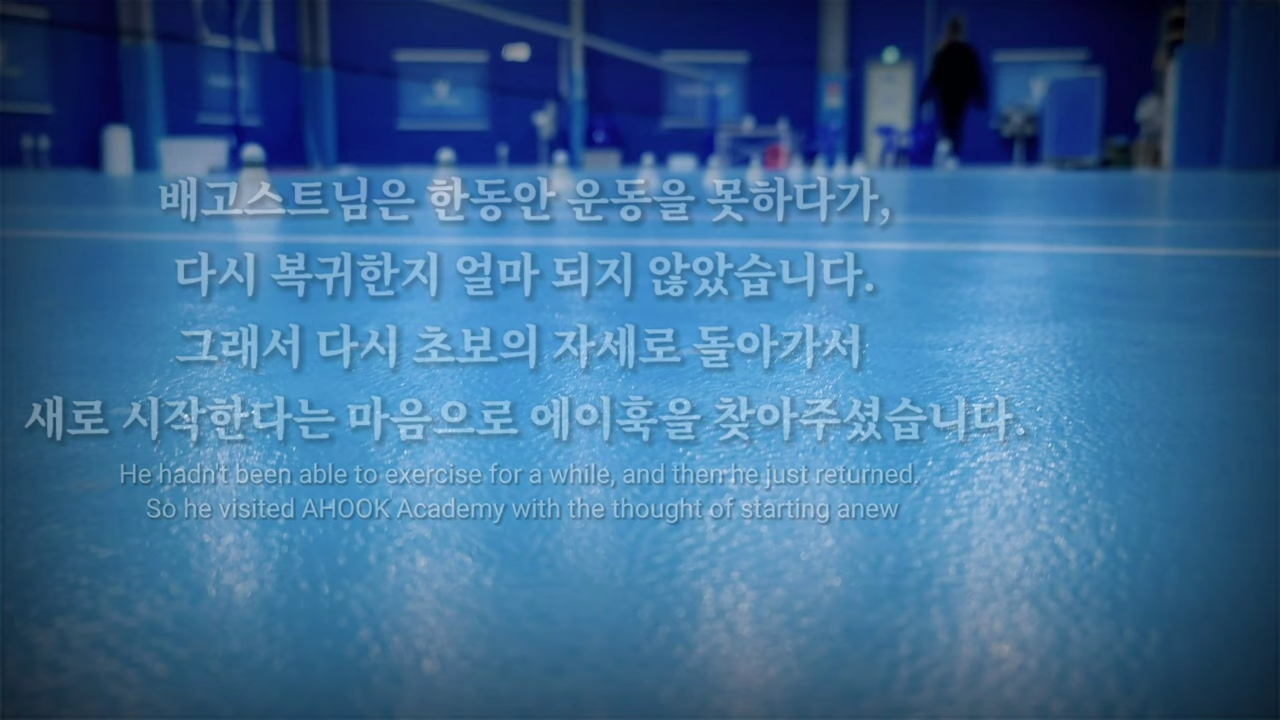 배고스트님은 한동안 운동을 못하다가,
다시 복귀한지 얼마 되지 않았습니다.
그래서 다시 초보의 자세로 돌아가서
새로 시작한다는 마음으로 에이훅을 찾아주셨습니다.
He hadn't been able to exercise for a while, and then he just returned.
So he visited AHOOK Academy with the thought of starting anew